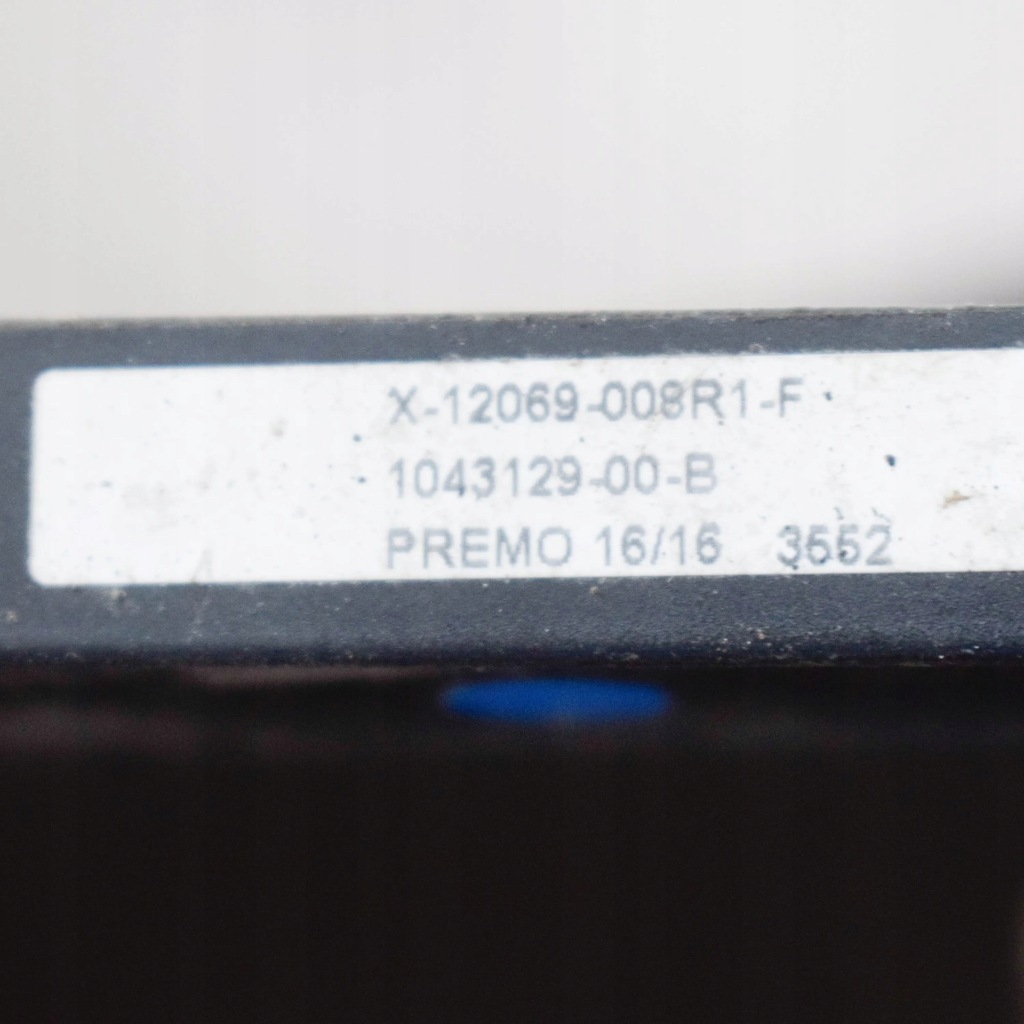 X-12069-008R1-F
1043129-00-B
PREMO 16/16 3552